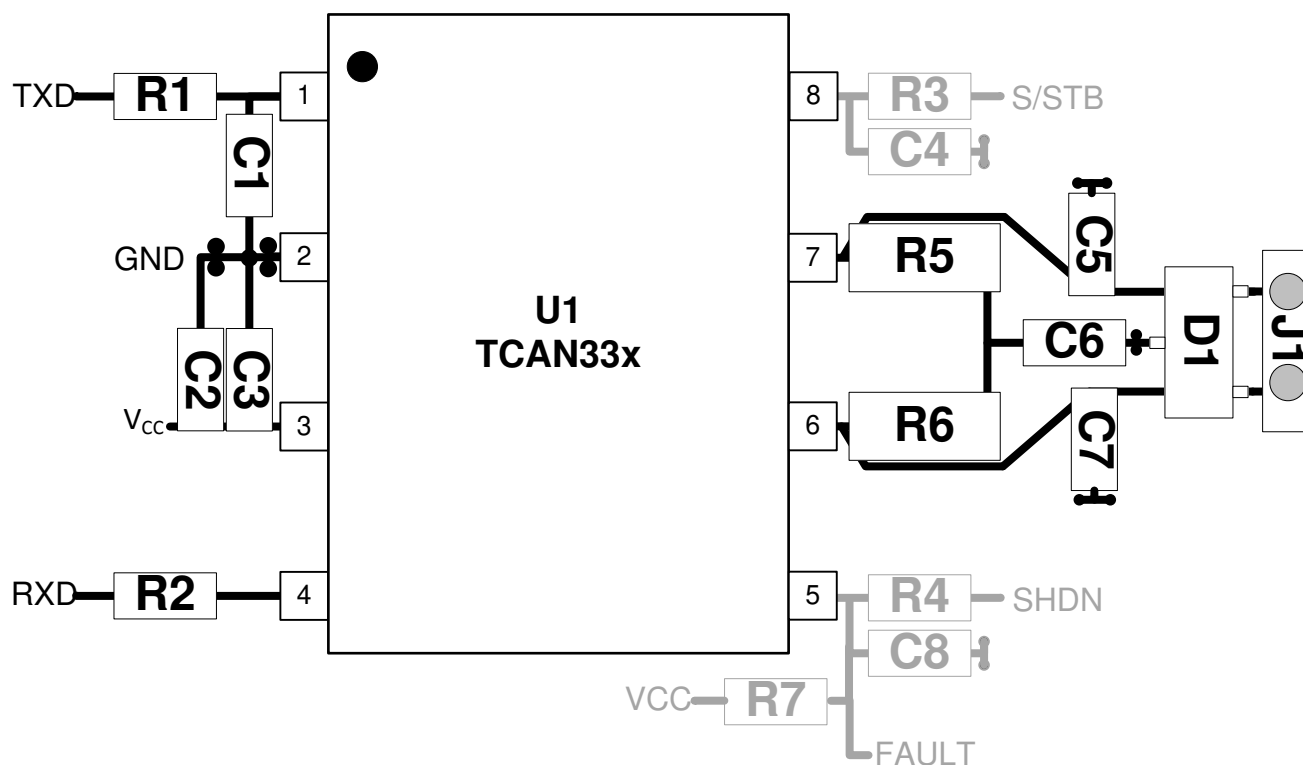 TXD
R1
1
8
R3
S/STB
C1
C4
GND
2
7
R5
C5
U1
TCAN33x
C6
D1
J1
C2
C3
VCC
3
6
R6
C7
RXD
R2
4
5
R4
SHDN
C8
VCC
R7
FAULT